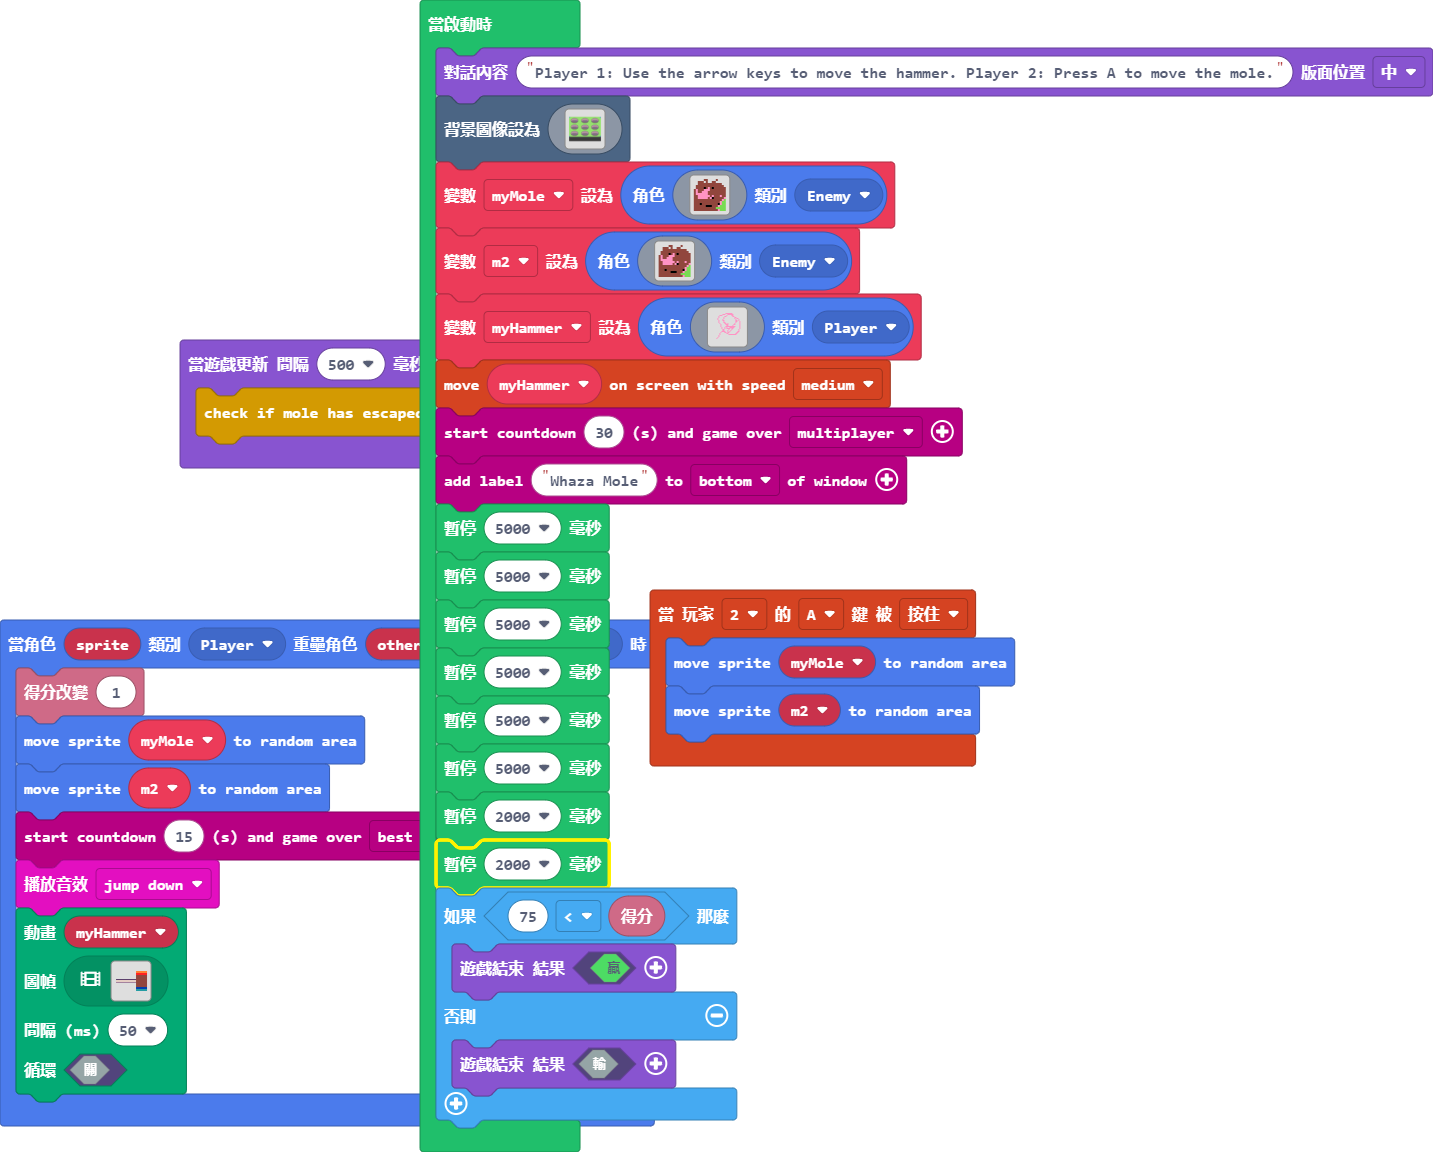 當啟動時
對話內容 "Player 1: Use the arrow keys to move the hammer. Player 2: Press A to move the mole." 版面位置 中
背景圖像設為
變數 myMole 設為 角色 類別 Enemy
變數 m2 設為 角色 類別 Enemy
變數 myHammer 設為 角色 類別 Player
move myHammer on screen with speed medium
start countdown 30 (s) and game over multiplayer
add label "Whaza Mole" to bottom of window
暫停 5000 毫秒
暫停 5000 毫秒
暫停 5000 毫秒
暫停 5000 毫秒
暫停 5000 毫秒
暫停 5000 毫秒
暫停 2000 毫秒
暫停 2000 毫秒
如果 75 < 得分 那麼
遊戲結束 結果 贏
否則
遊戲結束 結果 輸
當遊戲更新 間隔 500 毫秒
check if mole has escaped
當角色 sprite 類別 Player 重疊角色 other 時
得分改變 1
move sprite myMole to random area
move sprite m2 to random area
start countdown 15 (s) and game over best
播放音效 jump down
動畫 myHammer
圖幀
間隔 (ms) 50
循環 關
當 玩家 2 的 A 鍵 被 按住
move sprite myMole to random area
move sprite m2 to random area